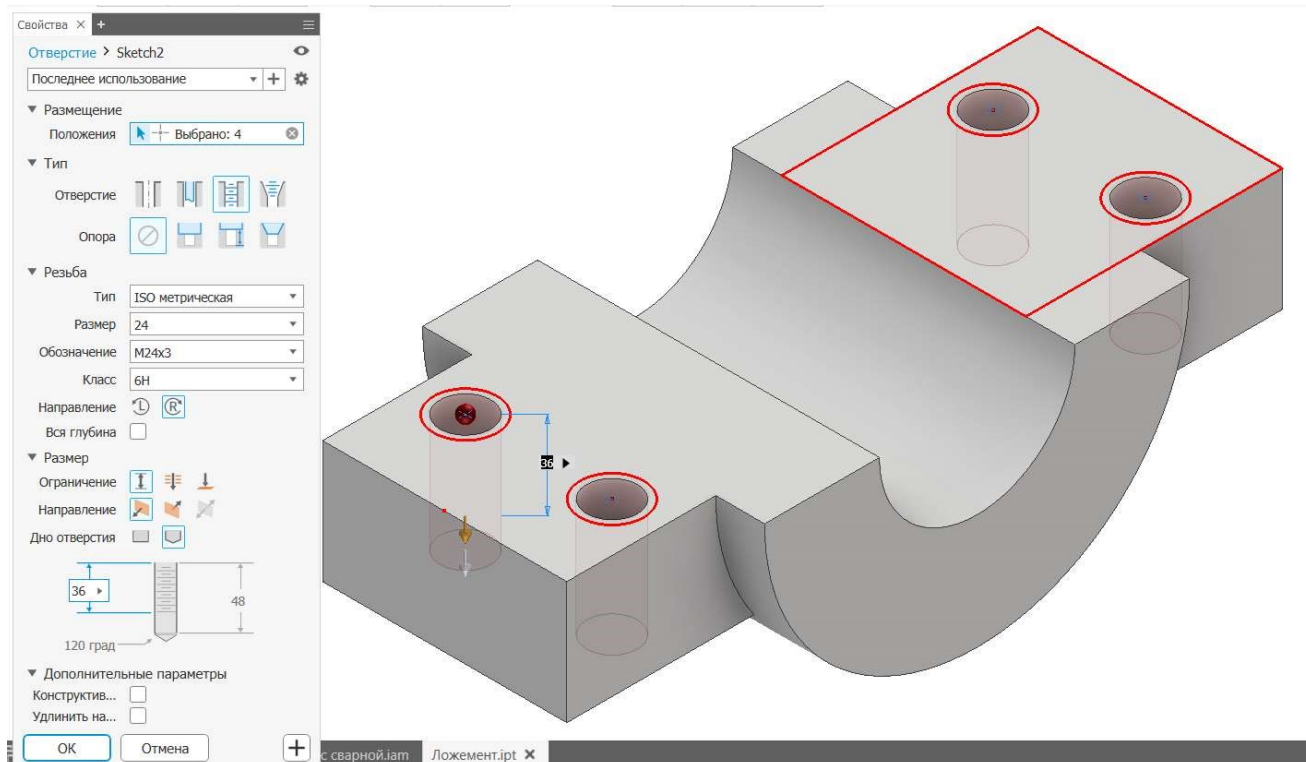 Свойства × +
Отверстие > Sketch2
Последнее использование
Размещение
Положения Выбрано: 4
Тип
Отверстие
Опора
Резьба
Тип ISO метрическая
Размер 24
Обозначение M24x3
Класс 6H
Направление L R
Вся глубина
Размер
Ограничение
Направление
Дно отверстия
36
48
120 град
Дополнительные параметры
Конструктив...
Удлинить на...
ОК Отмена +
36
с сварной.iam Ложемент.ipt ×